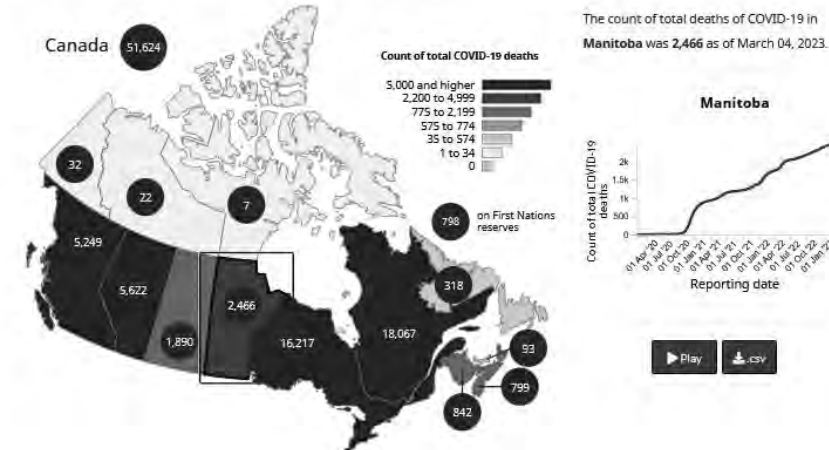 Canada
51,624
Count of total COVID-19 deaths
5,000 and higher
2,200 to 4,999
775 to 2,199
575 to 774
35 to 574
1 to 34
0
32
22
7
798
on First Nations
reserves
5,249
5,622
1,890
2,466
16,217
18,067
318
93
799
842
The count of total deaths of COVID-19 in
Manitoba was 2,466 as of March 04, 2023.
Manitoba
Count of total COVID-19
deaths
2k
1.5k
1k
500
0
01 Apr '20
01 Jul '20
01 Oct '20
01 Jan '21
01 Apr '21
01 Jul '21
01 Oct '21
01 Jan '22
01 Apr '22
01 Jul '22
01 Oct '22
01 Jan '23
Reporting date
Play
.csv